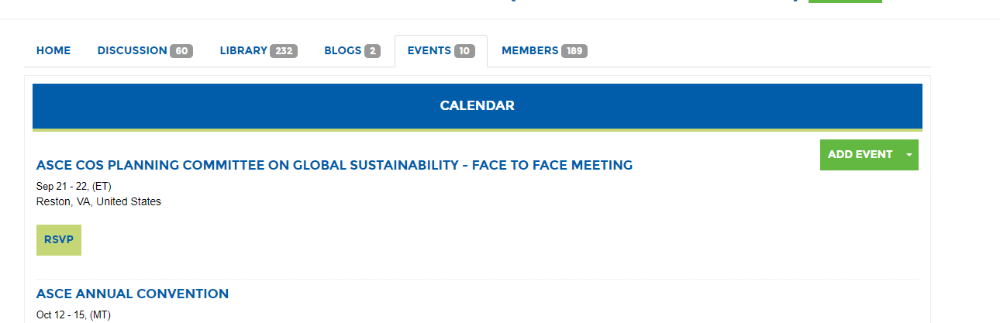 HOME DISCUSSION 60 LIBRARY 232 BLOGS 2 EVENTS 10 MEMBERS 189
CALENDAR
ADD EVENT
ASCE COS PLANNING COMMITTEE ON GLOBAL SUSTAINABILITY - FACE TO FACE MEETING
Sep 21 - 22, (ET)
Reston, VA, United States
RSVP
ASCE ANNUAL CONVENTION
Oct 12 - 15, (MT)